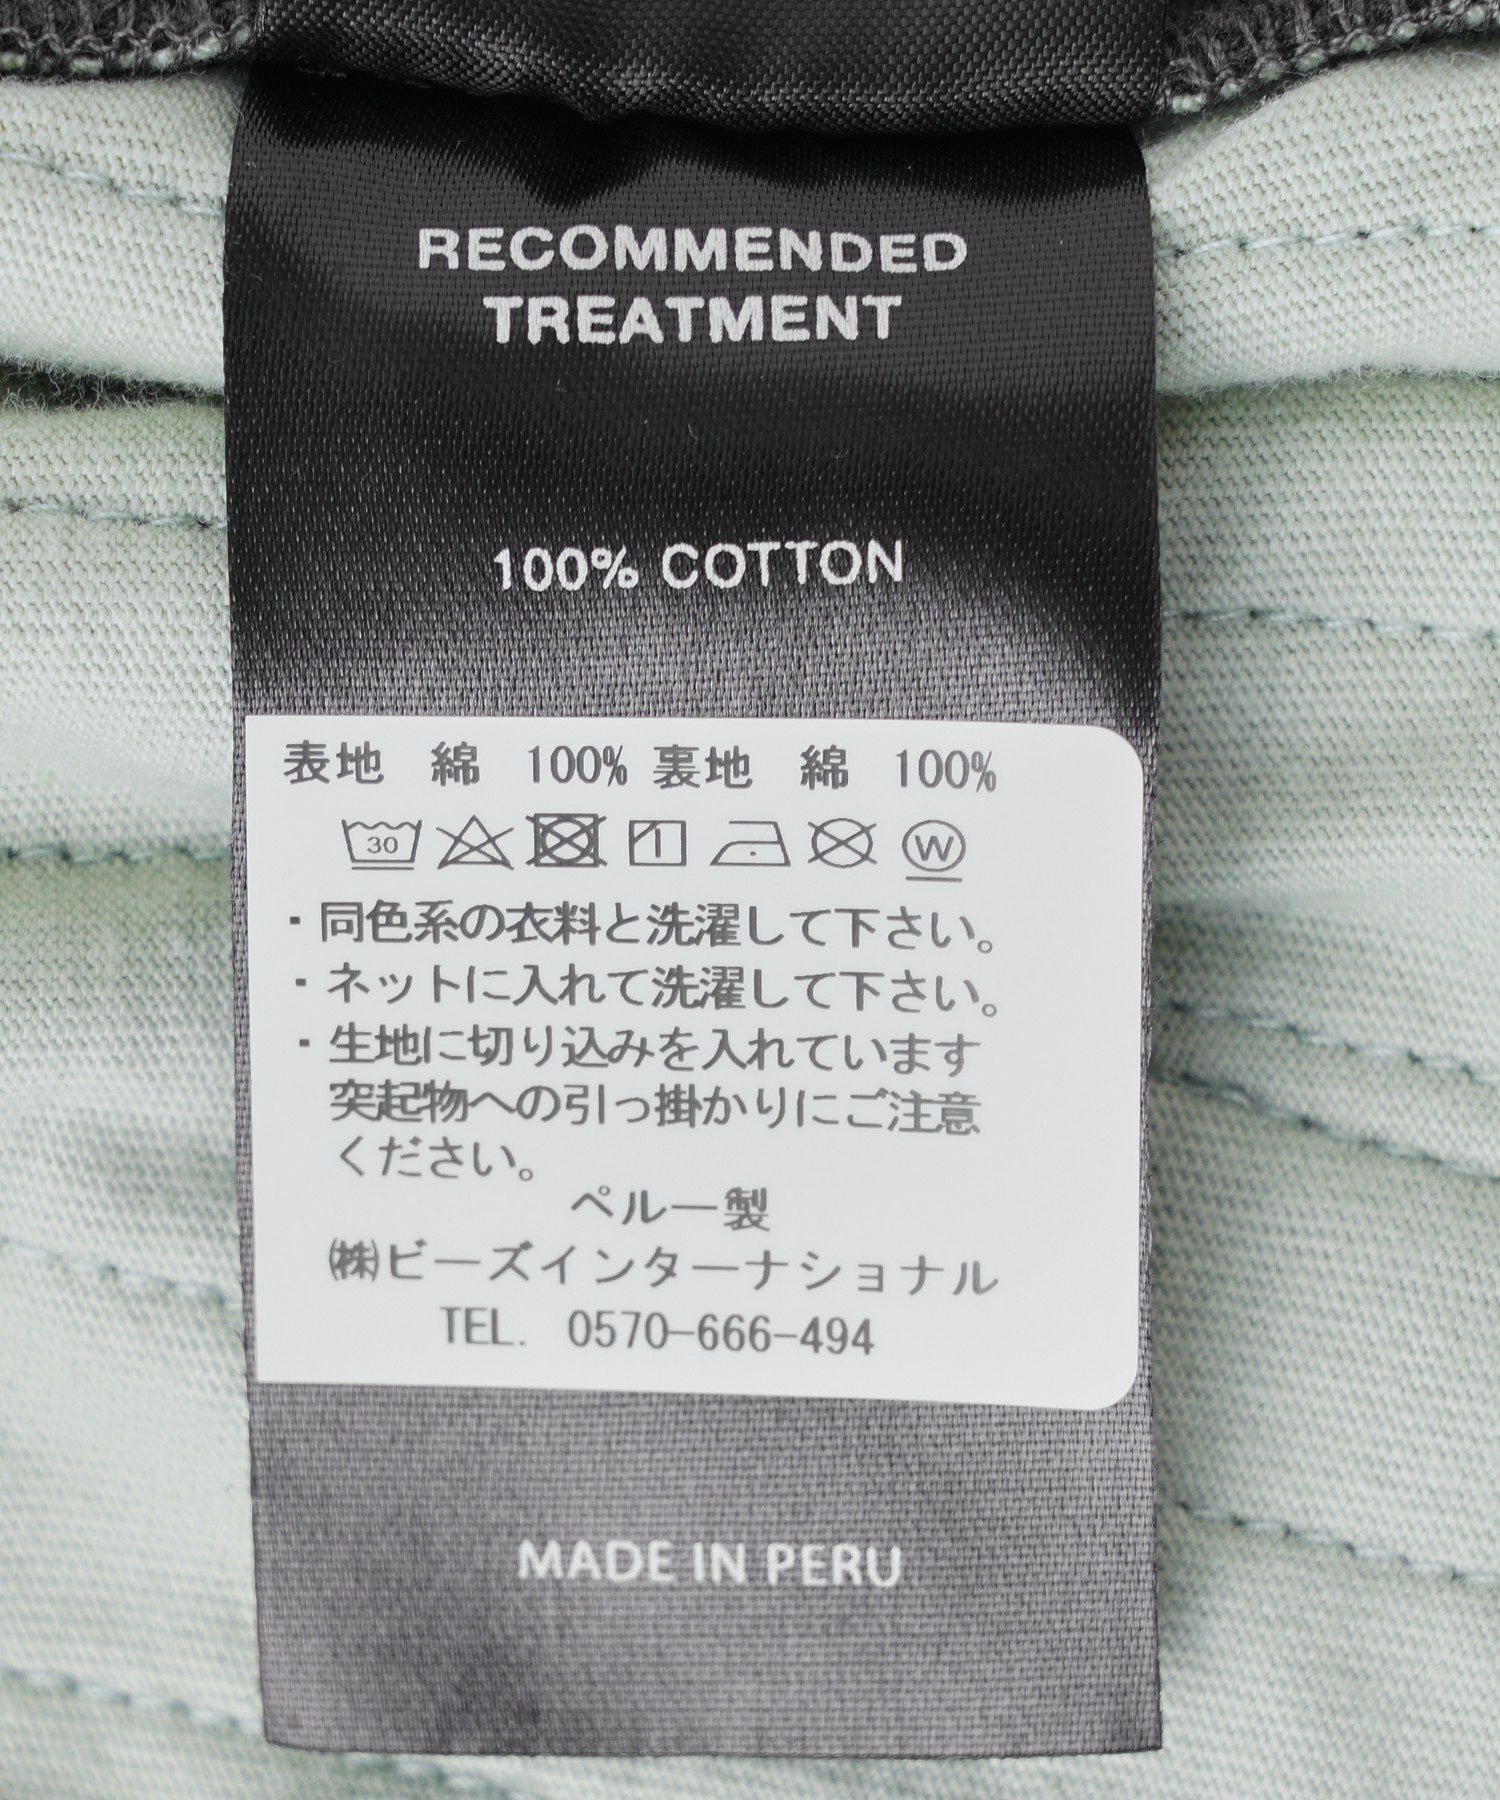 RECOMMENDED
TREATMENT
100% COTTON
表地 綿 100% 裏地 綿 100%
30 W
・同色系の衣料と洗濯して下さい。
・ネットに入れて洗濯して下さい。
・生地に切り込みを入れています
突起物への引っ掛かりにご注意
ください。
ペルー製
㈱ビーズインターナショナル
TEL. 0570-666-494
MADE IN PERU